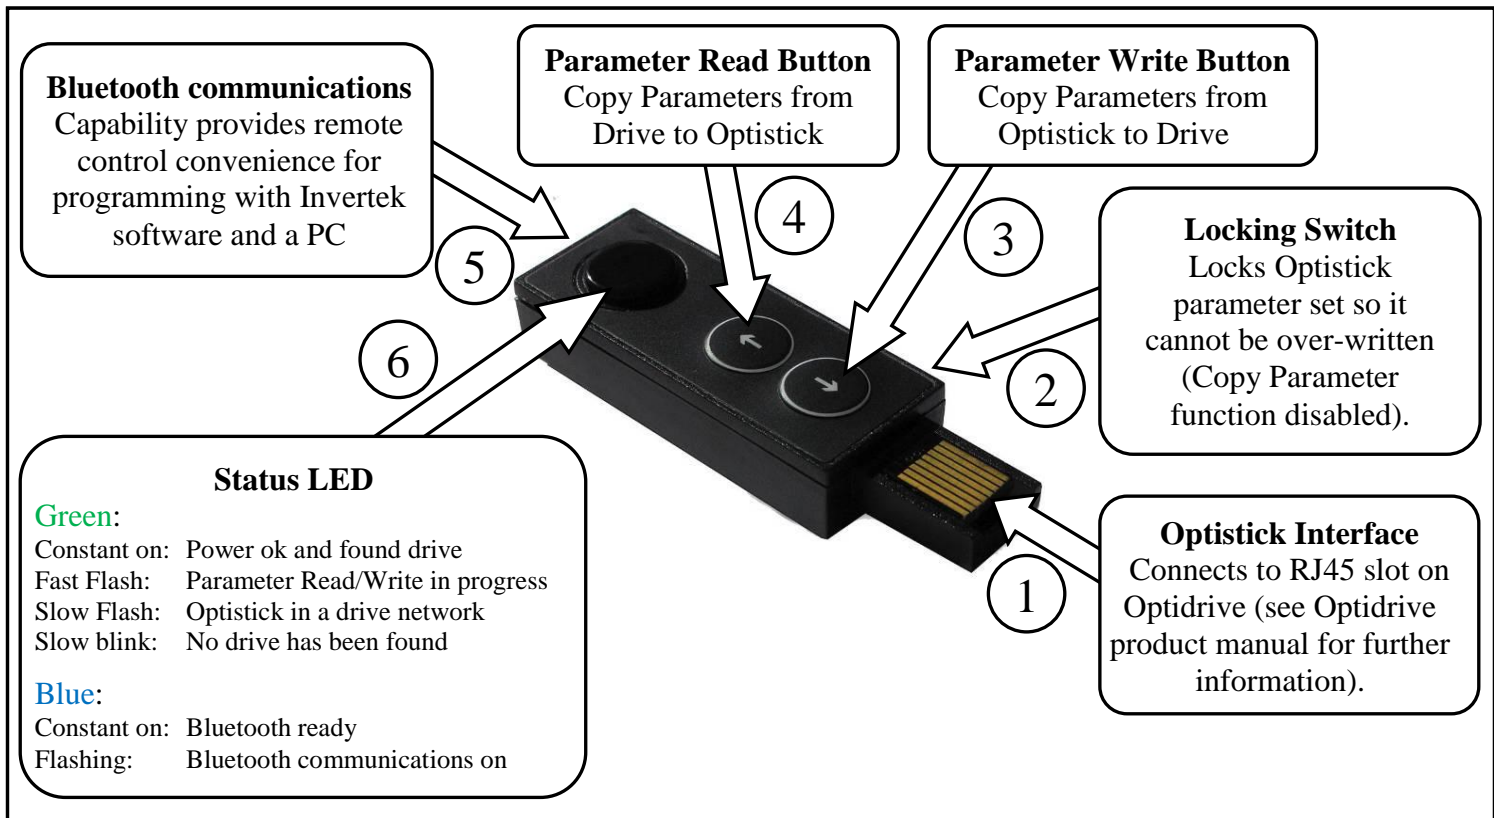 Bluetooth communications
Capability provides remote
control convenience for
programming with Invertek
software and a PC
5
Parameter Read Button
Copy Parameters from
Drive to Optistick
4
Parameter Write Button
Copy Parameters from
Optistick to Drive
3
Locking Switch
Locks Optistick
parameter set so it
cannot be over-written
(Copy Parameter
function disabled).
2
6
Status LED
Green:
Constant on: Power ok and found drive
Fast Flash: Parameter Read/Write in progress
Slow Flash: Optistick in a drive network
Slow blink: No drive has been found
Blue:
Constant on: Bluetooth ready
Flashing: Bluetooth communications on
Optistick Interface
Connects to RJ45 slot on
Optidrive (see Optidrive
product manual for further
information).
1